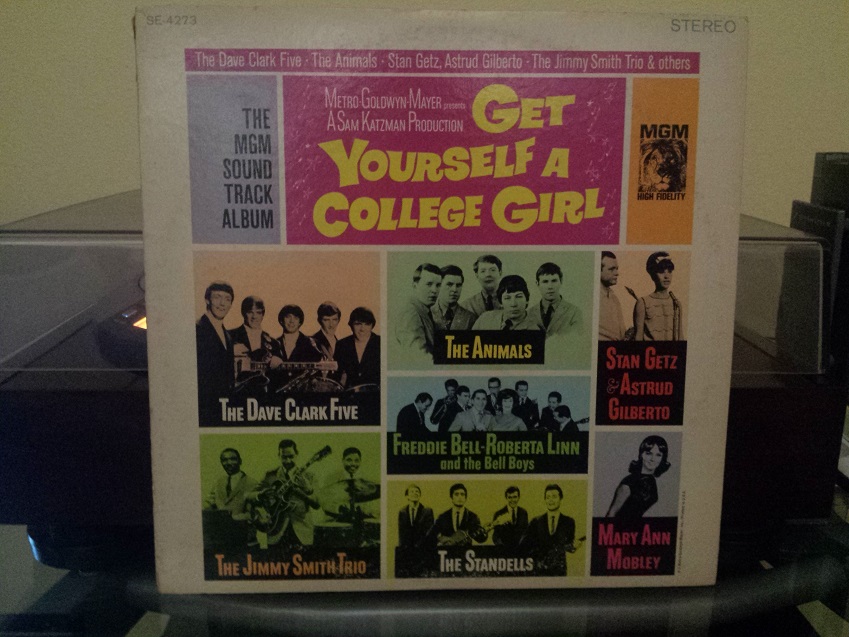 SE-4273
STEREO
The Dave Clark Five · The Animals · Stan Getz, Astrud Gilberto · The Jimmy Smith Trio & others
THE
MGM
SOUND
TRACK
ALBUM
METRO-GOLDWYN-MAYER presents
A SAM KATZMAN PRODUCTION
GET
YOURSELF A
COLLEGE GIRL
MGM
HIGH FIDELITY
THE DAVE CLARK FIVE
THE ANIMALS
STAN GETZ
& ASTRUD
GILBERTO
FREDDIE BELL-ROBERTA LINN
and the Bell Boys
THE JIMMY SMITH TRIO
THE STANDELLS
MARY ANN
MOBLEY